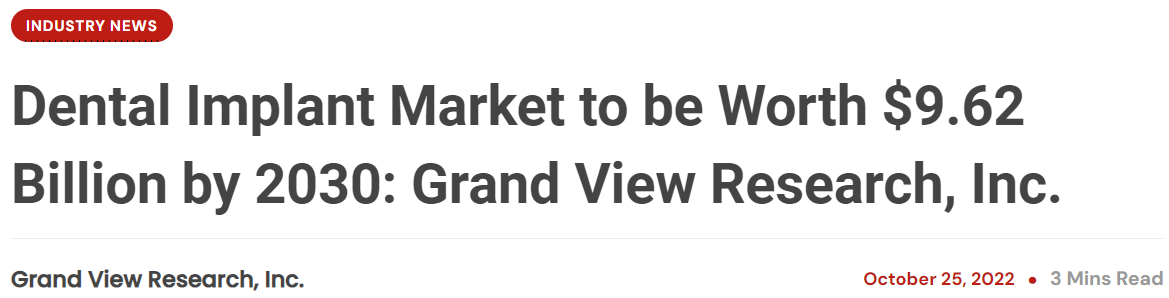 INDUSTRY NEWS
Dental Implant Market to be Worth $9.62
Billion by 2030: Grand View Research, Inc.
Grand View Research, Inc.
October 25, 2022 • 3 Mins Read